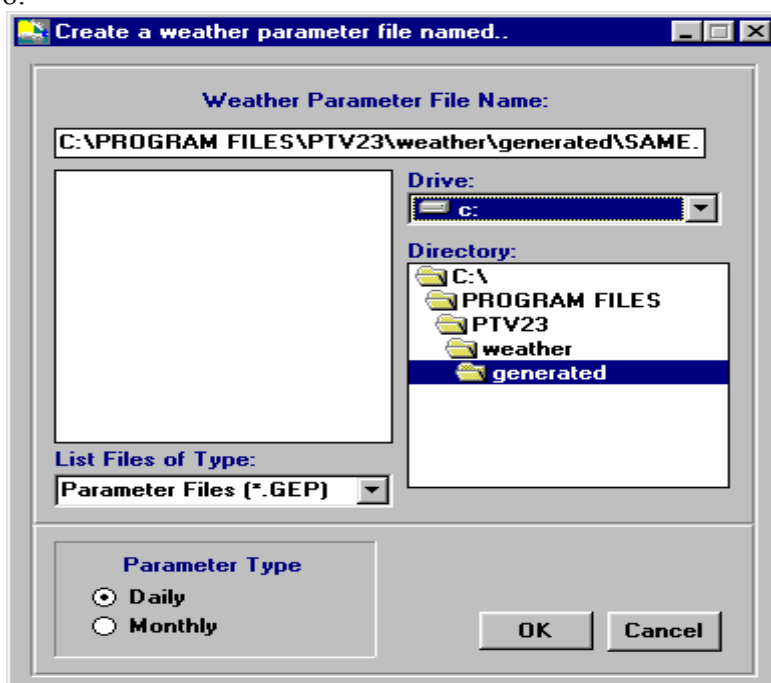 Create a weather parameter file named..
Weather Parameter File Name:
C:\PROGRAM FILES\PTV23\weather\generated\SAME.
Drive:
c:
Directory:
C:\
PROGRAM FILES
PTV23
weather
generated
List Files of Type:
Parameter Files (*.GEP)
Parameter Type
Daily
Monthly
OK
Cancel